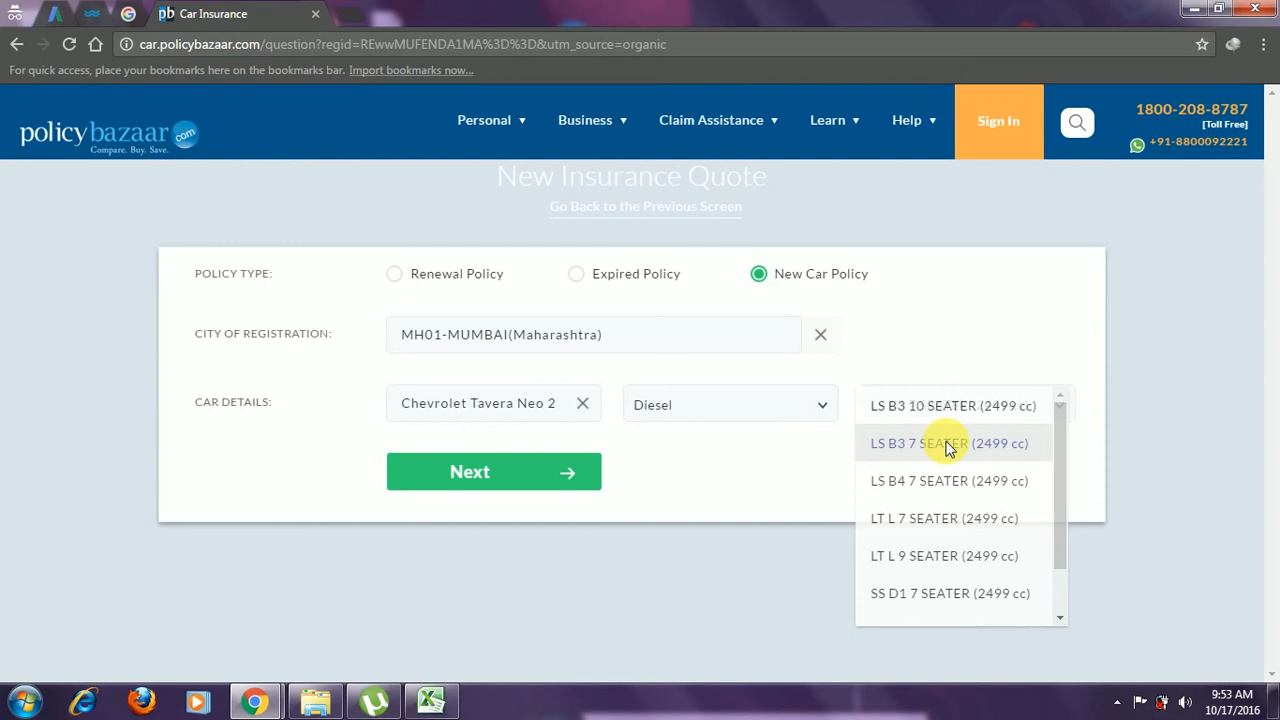 pb Car Insurance
car.policybazaar.com/question?regid=REwwMUFENDA1MA%3D%3D&utm_source=organic
For quick access, place your bookmarks here on the bookmarks bar. Import bookmarks now...
policybazaar.com
Compare. Buy. Save.
Personal
Business
Claim Assistance
Learn
Help
Sign In
1800-208-8787
[Toll Free]
+91-8800092221
New Insurance Quote
Go Back to the Previous Screen
POLICY TYPE:
Renewal Policy
Expired Policy
New Car Policy
CITY OF REGISTRATION:
MH01-MUMBAI(Maharashtra)
CAR DETAILS:
Chevrolet Tavera Neo 2
Diesel
LS B3 10 SEATER (2499 cc)
LS B3 7 SEATER (2499 cc)
LS B4 7 SEATER (2499 cc)
LT L 7 SEATER (2499 cc)
LT L 9 SEATER (2499 cc)
SS D1 7 SEATER (2499 cc)
Next
9:53 AM
10/17/2016